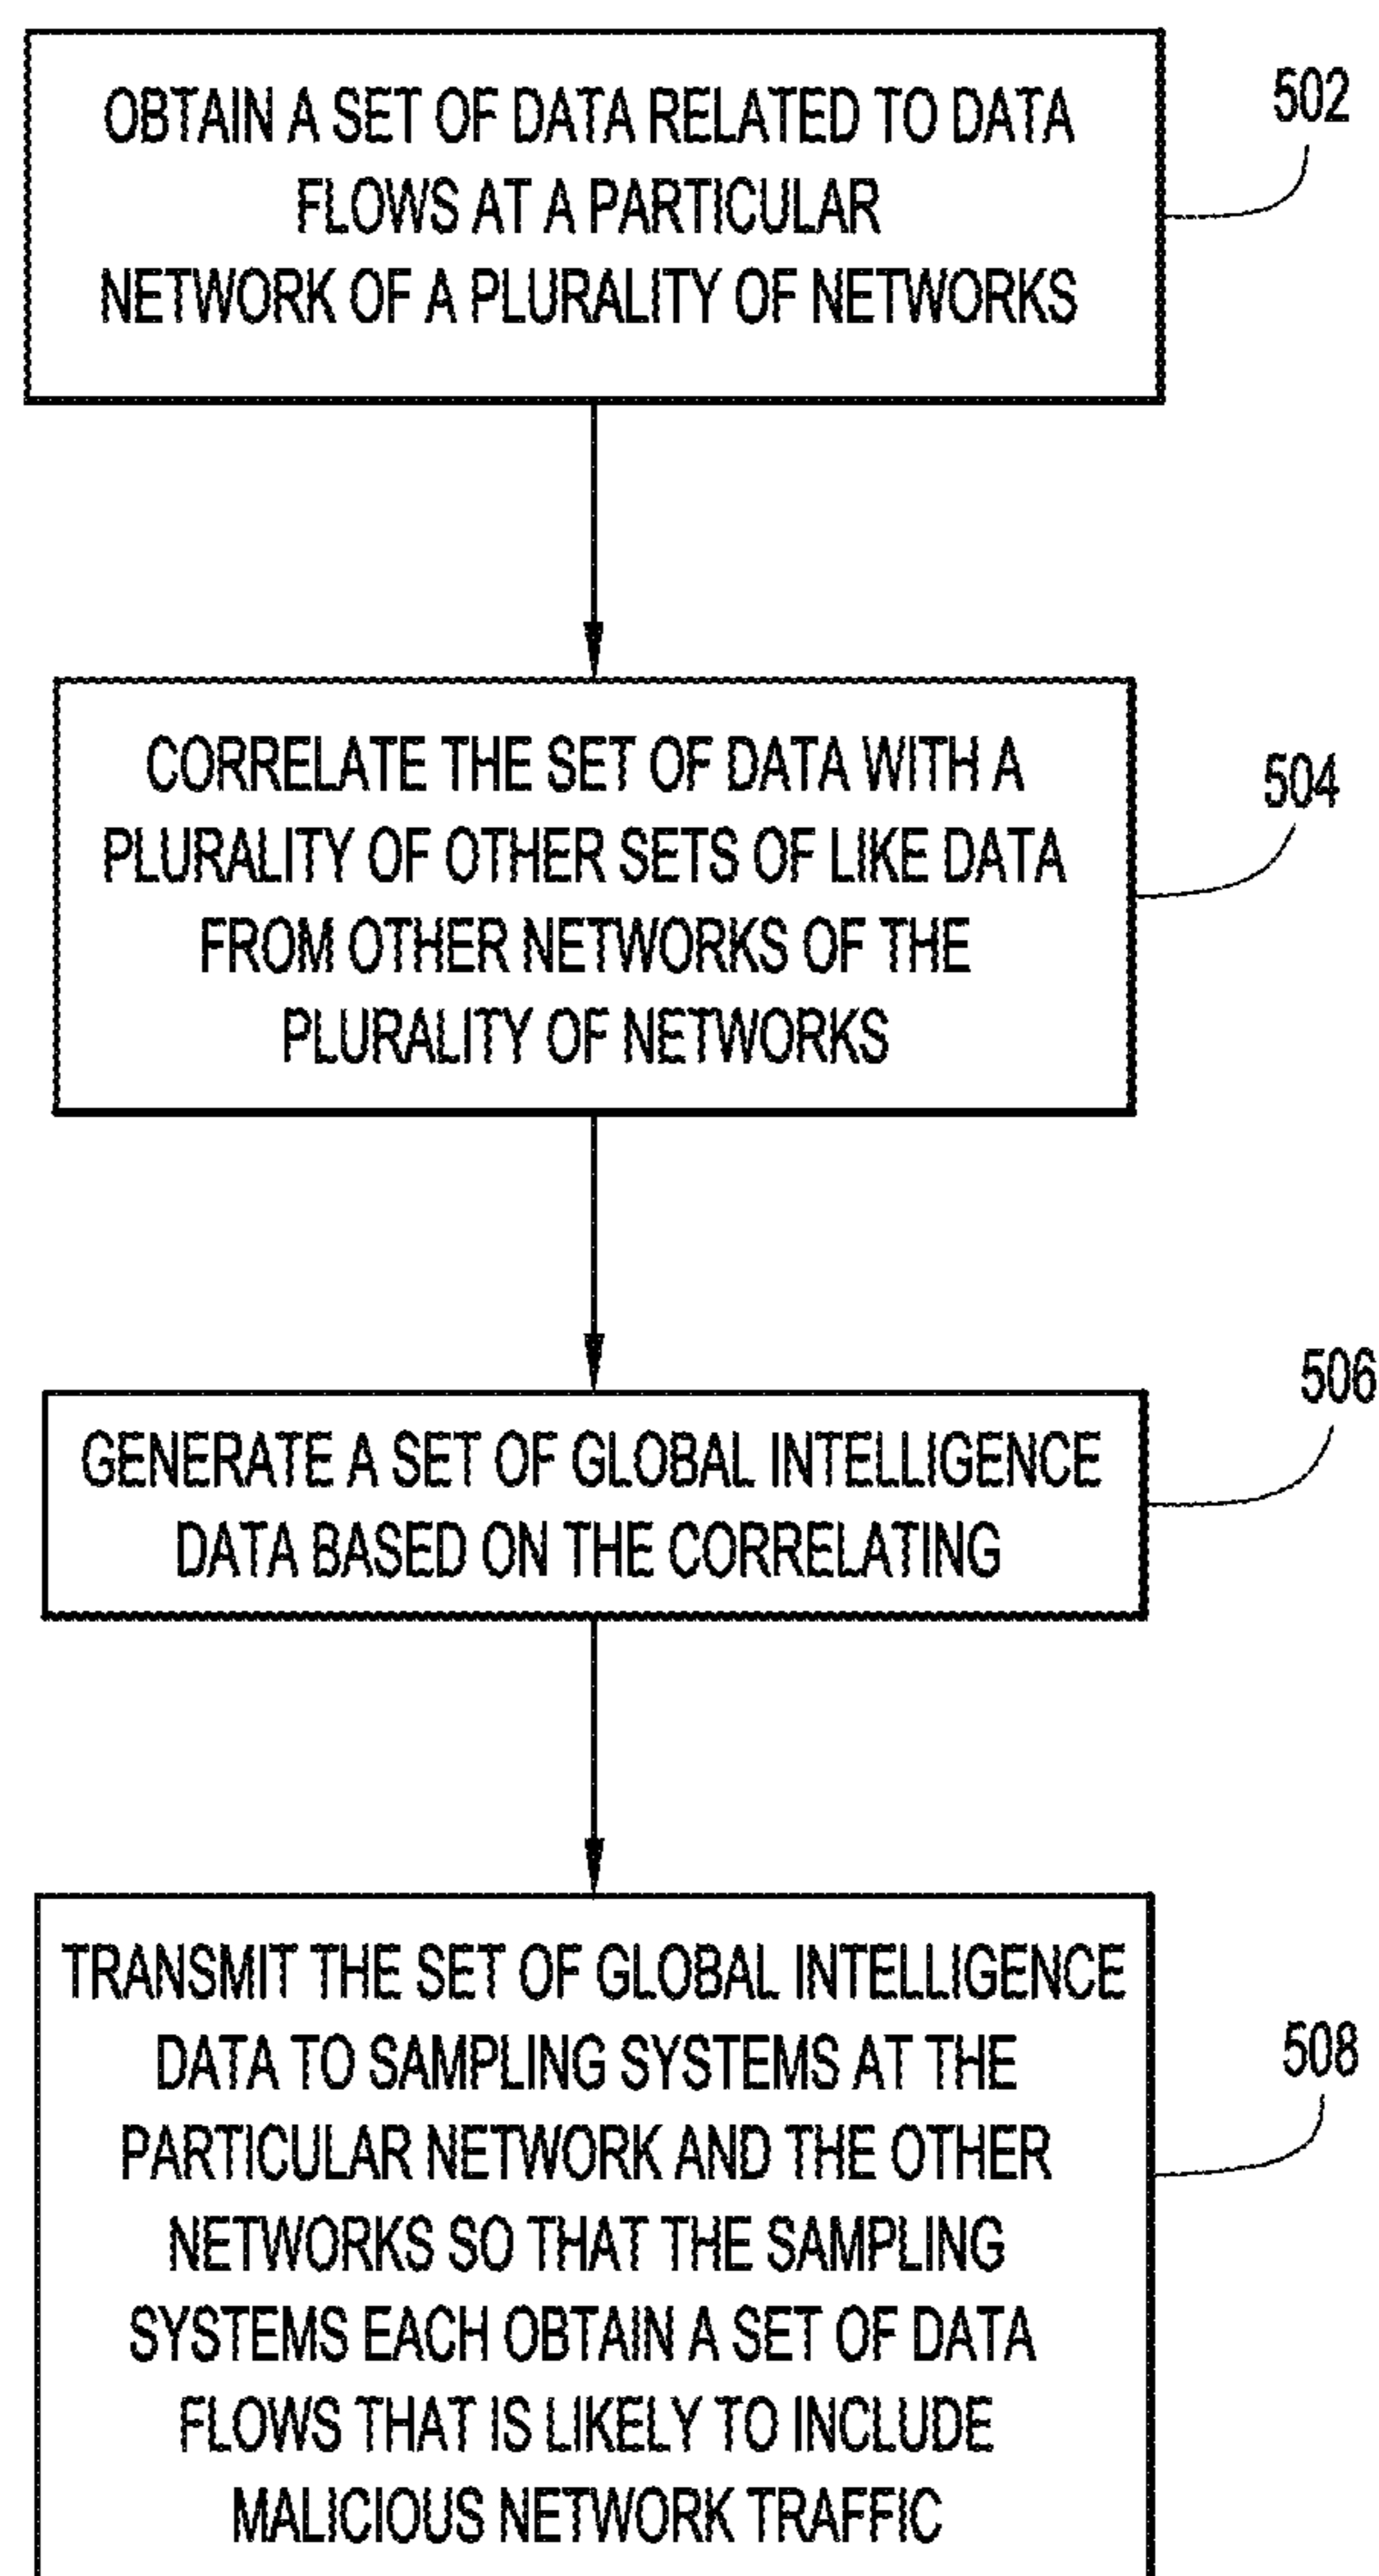 OBTAIN A SET OF DATA RELATED TO DATA
FLOWS AT A PARTICULAR
NETWORK OF A PLURALITY OF NETWORKS
502
CORRELATE THE SET OF DATA WITH A
PLURALITY OF OTHER SETS OF LIKE DATA
FROM OTHER NETWORKS OF THE
PLURALITY OF NETWORKS
504
GENERATE A SET OF GLOBAL INTELLIGENCE
DATA BASED ON THE CORRELATING
506
TRANSMIT THE SET OF GLOBAL INTELLIGENCE
DATA TO SAMPLING SYSTEMS AT THE
PARTICULAR NETWORK AND THE OTHER
NETWORKS SO THAT THE SAMPLING
SYSTEMS EACH OBTAIN A SET OF DATA
FLOWS THAT IS LIKELY TO INCLUDE
MALICIOUS NETWORK TRAFFIC
508